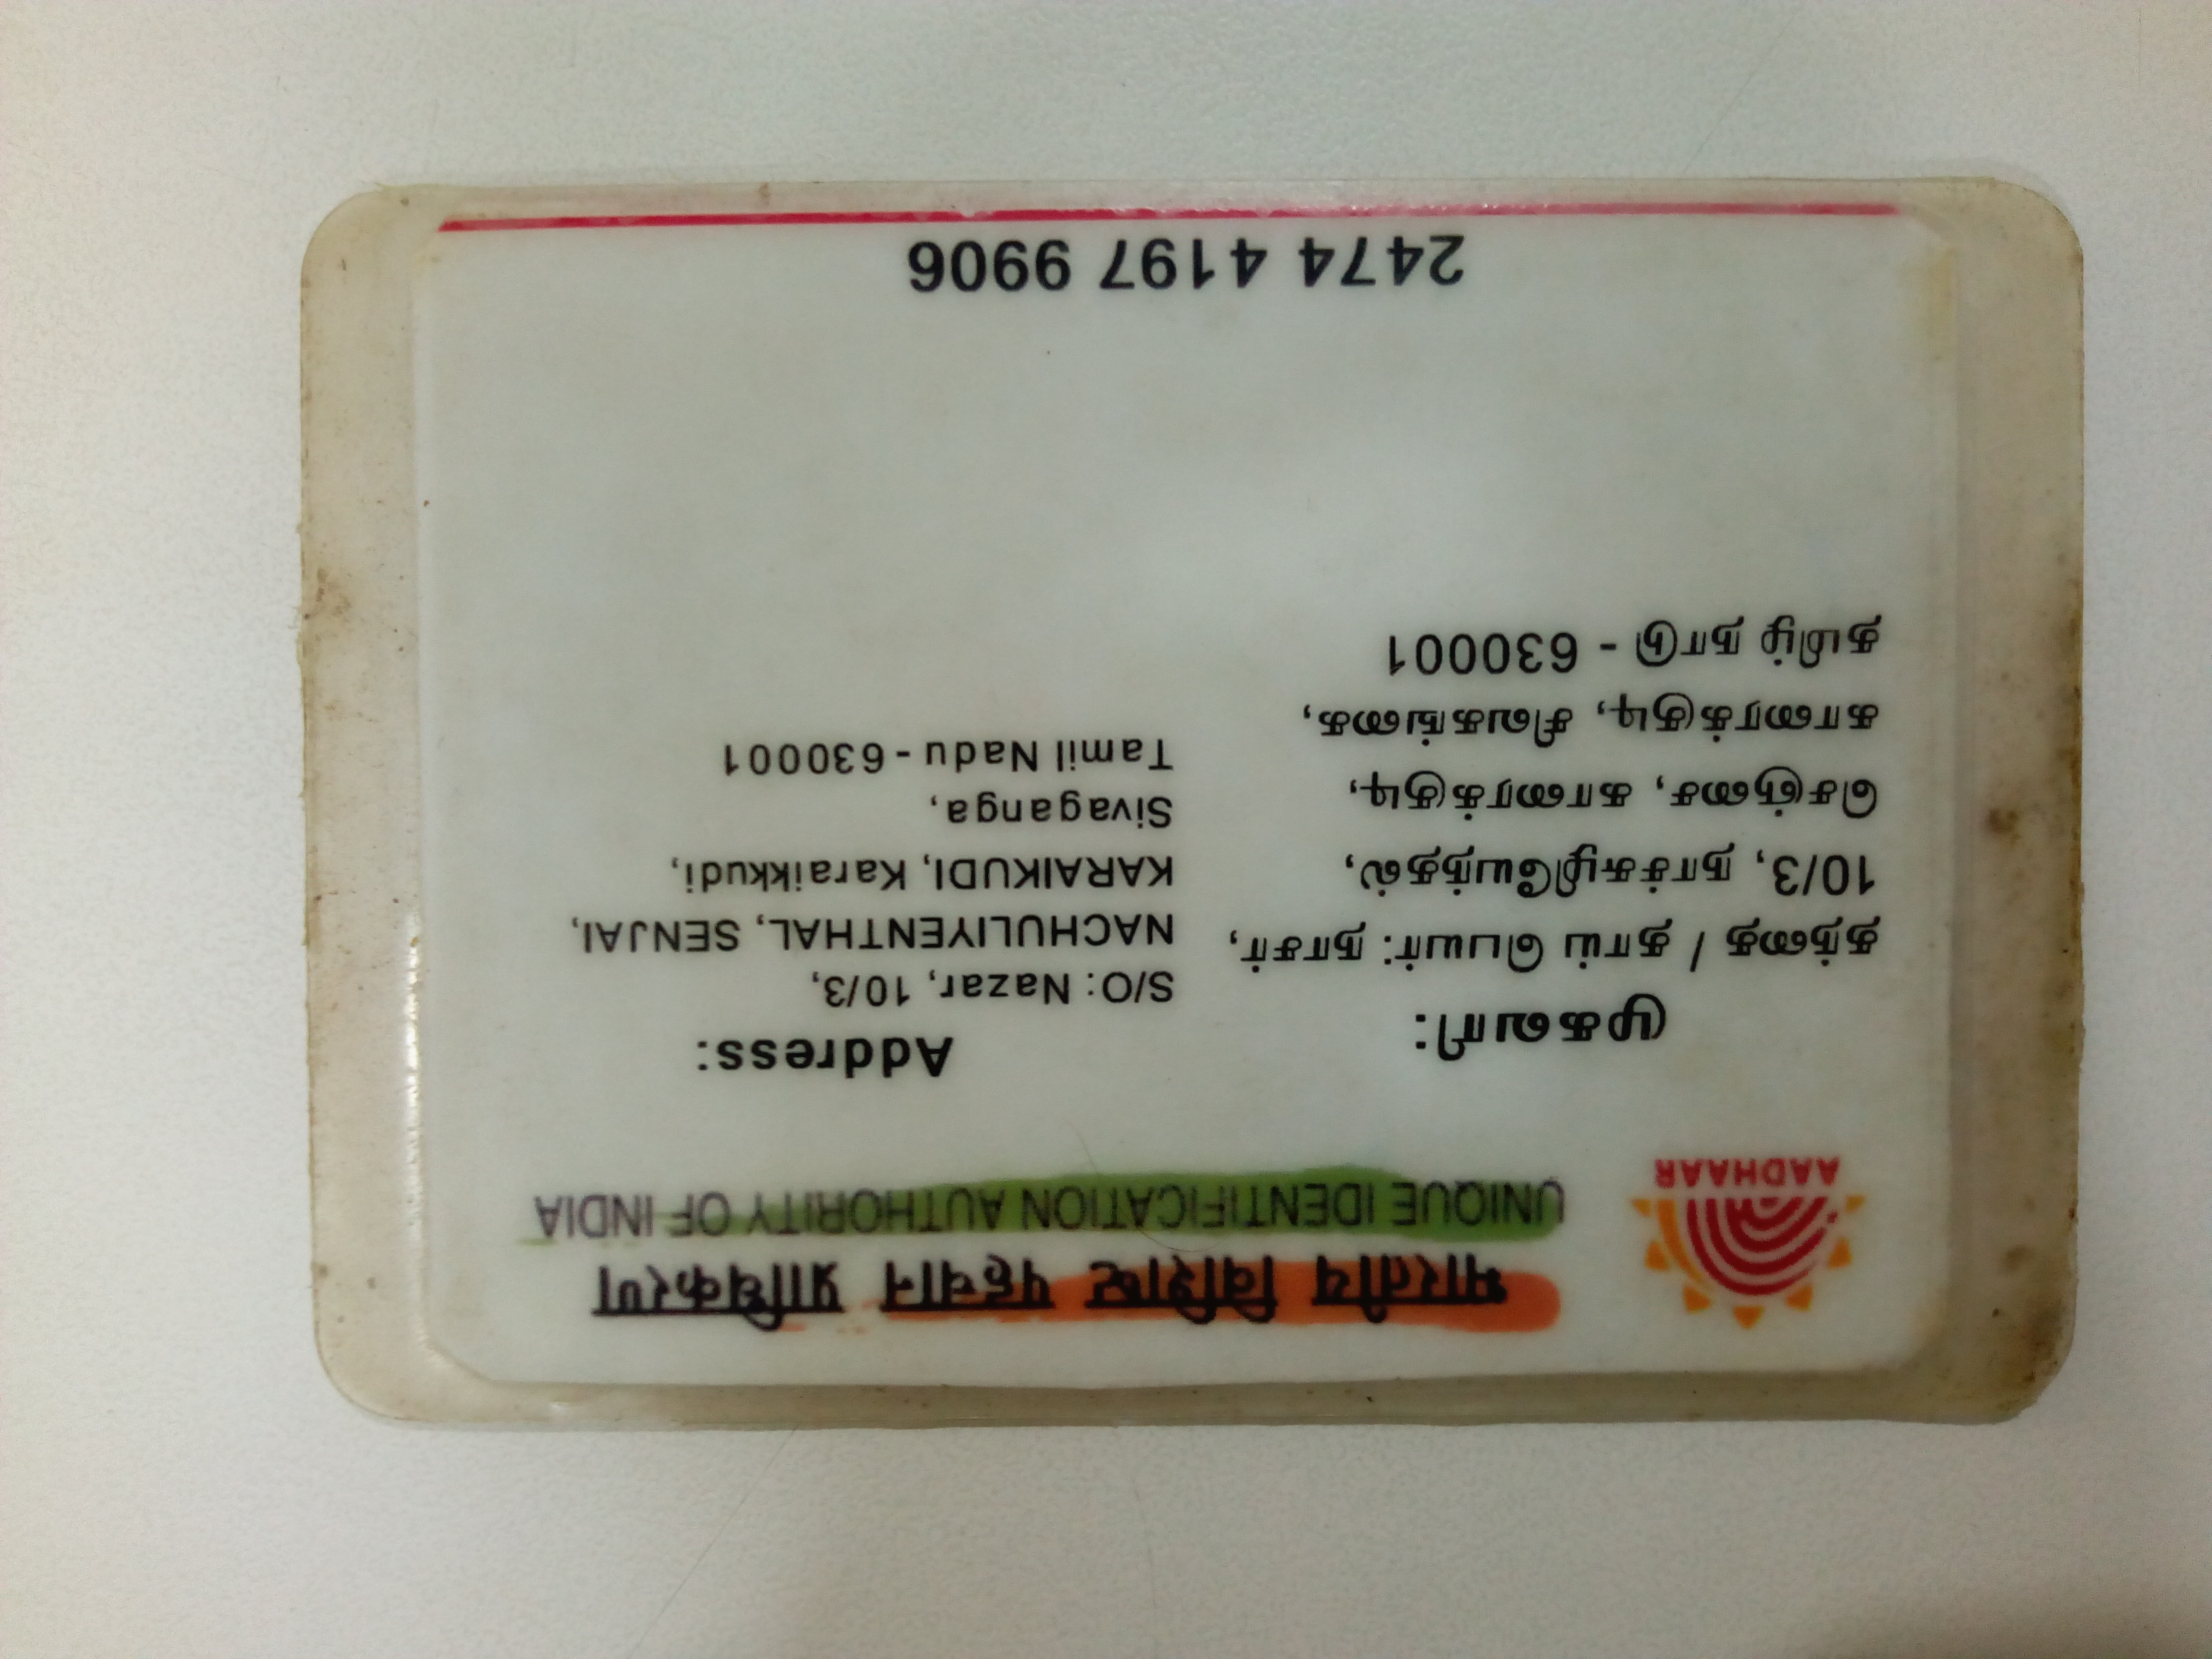 भारतीय विशिष्ट पहचान प्राधिकरण
UNIQUE IDENTIFICATION AUTHORITY OF INDIA
AADHAAR
முகவரி:
தந்தை / தாய் பெயர்: நாசர்,
10/3, நாச்சுழியேந்தல்,
செஞ்சை, காரைக்குடி,
காரைக்குடி, சிவகங்கை,
தமிழ் நாடு - 630001
Address:
S/O: Nazar, 10/3,
NACHULIYENTHAL, SENJAI,
KARAIKUDI, Karaikkudi,
Sivaganga,
Tamil Nadu - 630001
2474 4197 9906